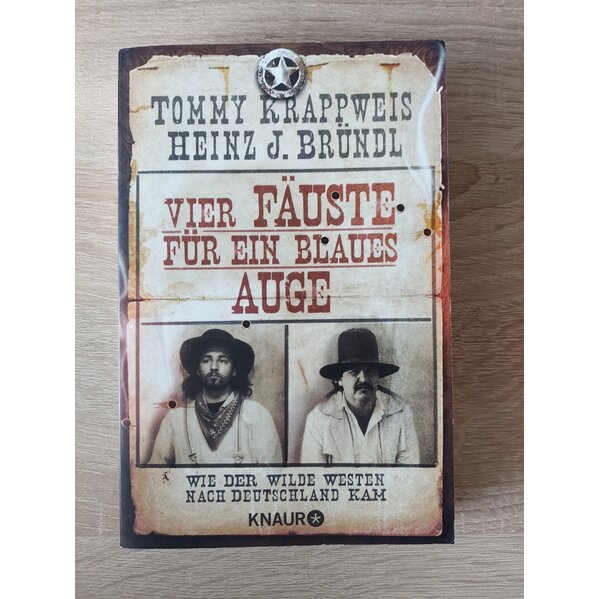 TOMMY KRAPPWEIS
HEINZ J. BRÜNDL
VIER FÄUSTE
FÜR EIN BLAUES
AUGE
WIE DER WILDE WESTEN
NACH DEUTSCHLAND KAM
KNAUR